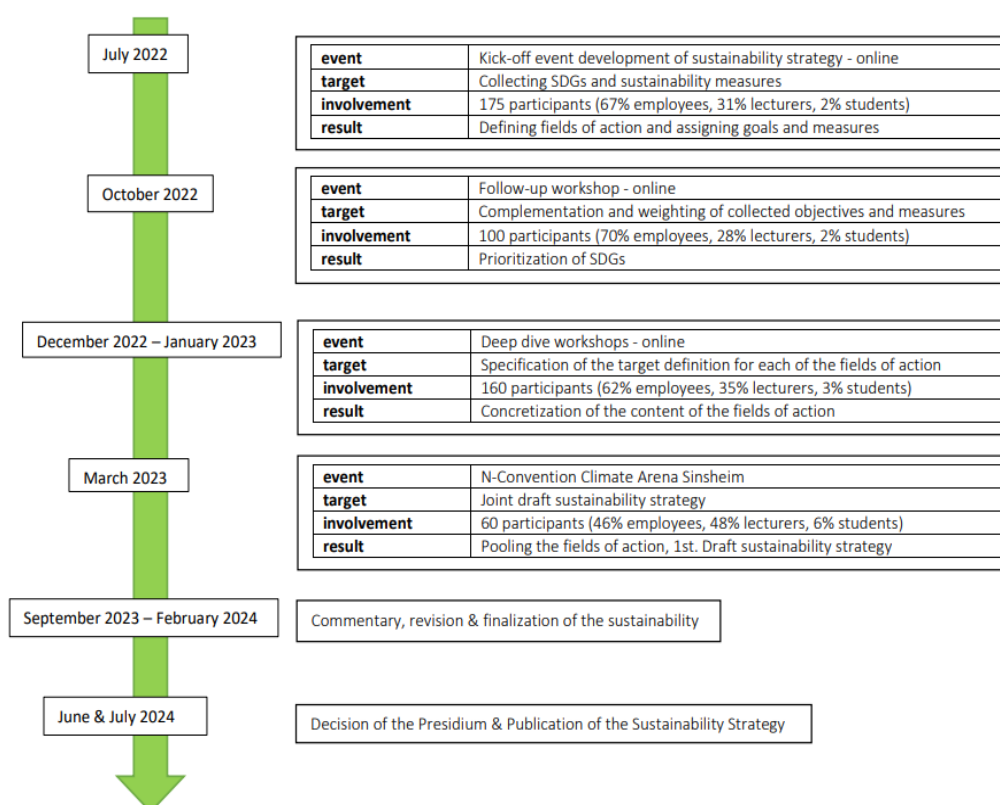 July 2022
event Kick-off event development of sustainability strategy - online
target Collecting SDGs and sustainability measures
involvement 175 participants (67% employees, 31% lecturers, 2% students)
result Defining fields of action and assigning goals and measures
October 2022
event Follow-up workshop - online
target Complementation and weighting of collected objectives and measures
involvement 100 participants (70% employees, 28% lecturers, 2% students)
result Prioritization of SDGs
December 2022 – January 2023
event Deep dive workshops - online
target Specification of the target definition for each of the fields of action
involvement 160 participants (62% employees, 35% lecturers, 3% students)
result Concretization of the content of the fields of action
March 2023
event N-Convention Climate Arena Sinsheim
target Joint draft sustainability strategy
involvement 60 participants (46% employees, 48% lecturers, 6% students)
result Pooling the fields of action, 1st. Draft sustainability strategy
September 2023 – February 2024
Commentary, revision & finalization of the sustainability
June & July 2024
Decision of the Presidium & Publication of the Sustainability Strategy